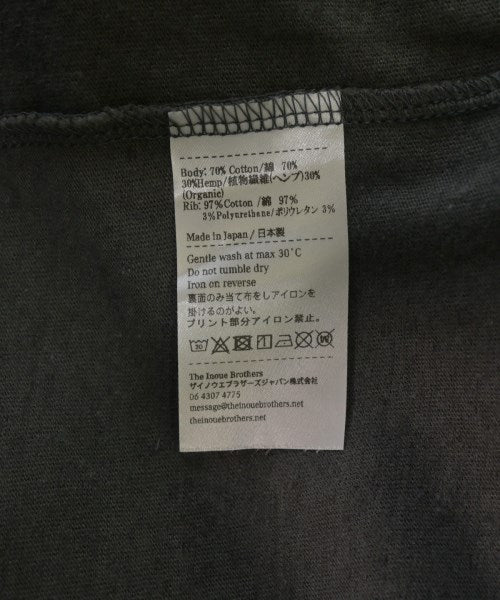 Body: 70% Cotton/綿 70%
30%Hemp/植物繊維(ヘンプ)30%
(Organic)
Rib: 97%Cotton /綿 97%
3%Polyurethane/ポリウレタン 3%
Made in Japan / 日本製
Gentle wash at max 30˚C
Do not tumble dry
Iron on reverse
裏面のみ当て布をしアイロンを
掛けるのがよい。
プリント部分アイロン禁止。
The Inoue Brothers
ザイノウエブラザーズジャパン株式会社
06 4307 4775
message@theinouebrothers.net
theinouebrothers.net